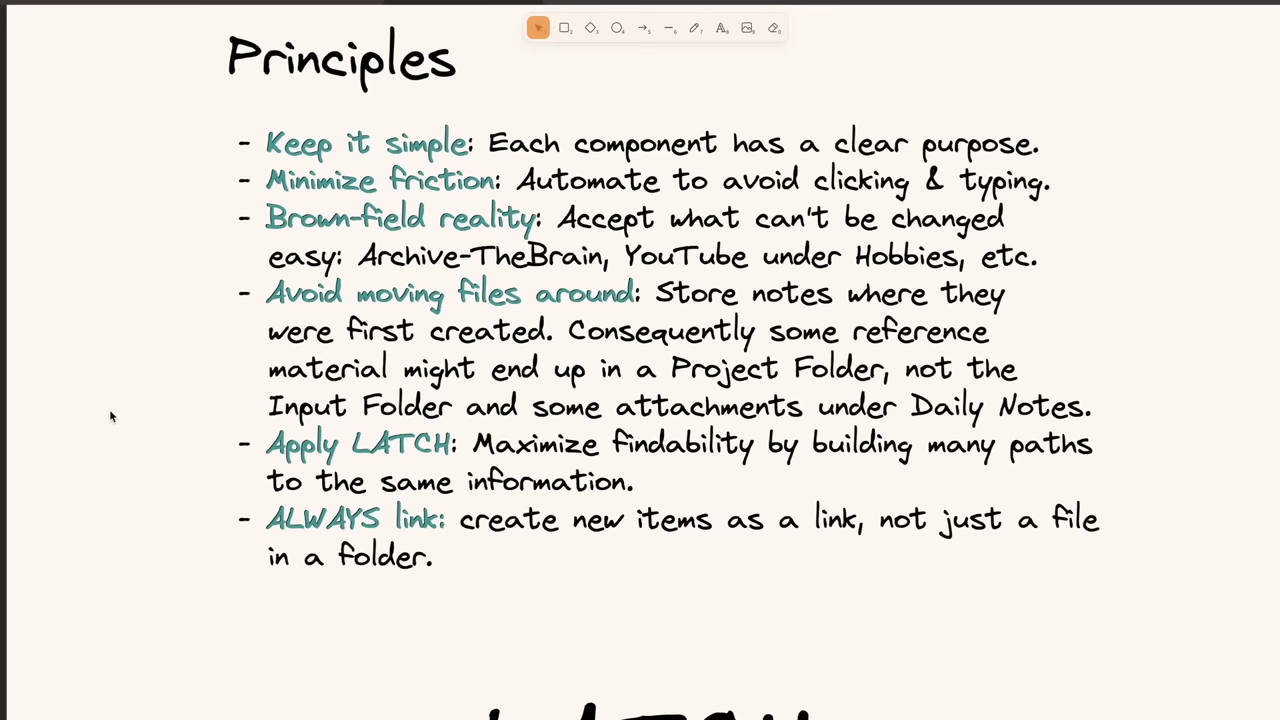 Principles
- Keep it simple: Each component has a clear purpose.
- Minimize friction: Automate to avoid clicking & typing.
- Brown-field reality: Accept what can't be changed
easy: Archive-TheBrain, YouTube under Hobbies, etc.
- Avoid moving files around: Store notes where they
were first created. Consequently some reference
material might end up in a Project Folder, not the
Input Folder and some attachments under Daily Notes.
- Apply LATCH: Maximize findability by building many paths
to the same information.
- ALWAYS link: create new items as a link, not just a file
in a folder.
LATCH